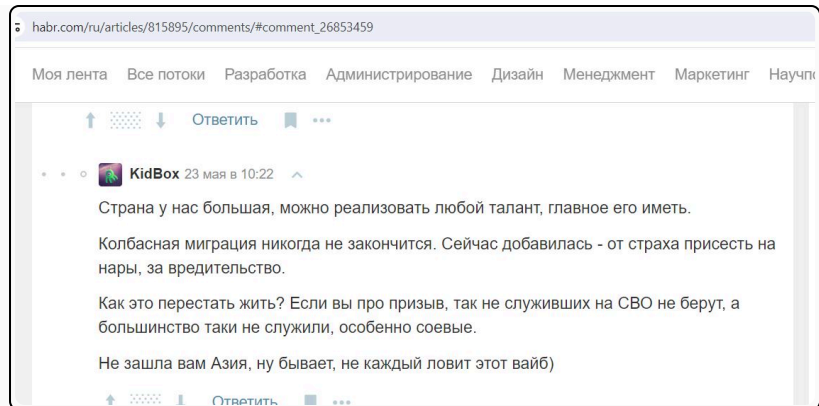 habr.com/ru/articles/815895/comments/#comment_26853459
Моя лента Все потоки Разработка Администрирование Дизайн Менеджмент Маркетинг
Ответить
KidBox 23 мая в 10:22
Страна у нас большая, можно реализовать любой талант, главное его иметь.
Колбасная миграция никогда не закончится. Сейчас добавилась - от страха присесть на
нары, за вредительство.
Как это перестать жить? Если вы про призыв, так не служивших на СВО не берут, а
большинство таки не служили, особенно соевые.
Не зашла вам Азия, ну бывает, не каждый ловит этот вайб)
Ответить